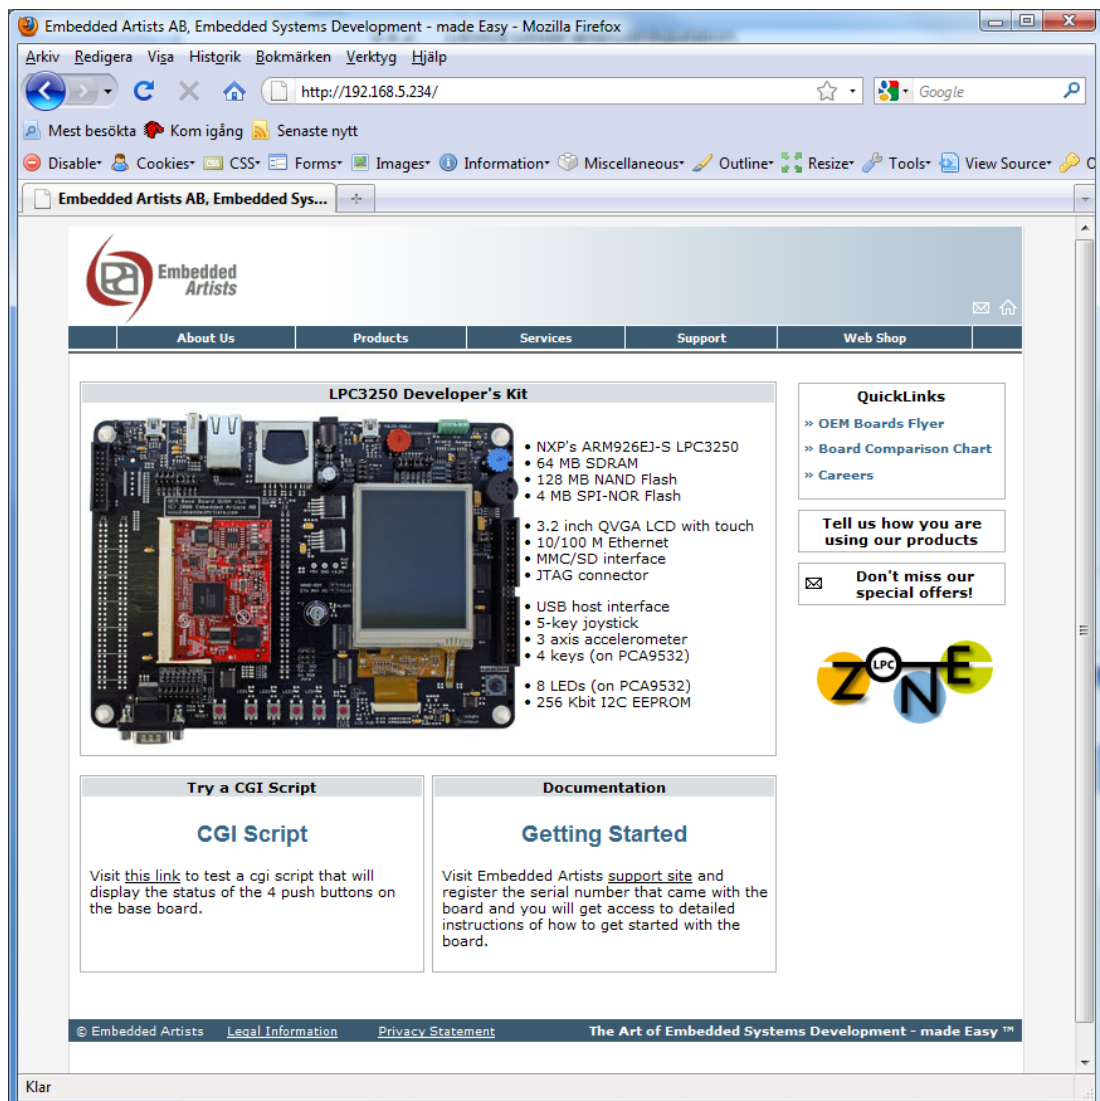 Embedded Artists AB, Embedded Systems Development - made Easy - Mozilla Firefox
Arkiv Redigera Visa Historik Bokmärken Verktyg Hjälp
http://192.168.5.234/ Google
Mest besökta Kom igång Senaste nytt
Disable Cookies CSS Forms Images Information Miscellaneous Outline Resize Tools View Source
Embedded Artists AB, Embedded Sys...
Embedded
Artists
About Us Products Services Support Web Shop
LPC3250 Developer's Kit
• NXP's ARM926EJ-S LPC3250
• 64 MB SDRAM
• 128 MB NAND Flash
• 4 MB SPI-NOR Flash
• 3.2 inch QVGA LCD with touch
• 10/100 M Ethernet
• MMC/SD interface
• JTAG connector
• USB host interface
• 5-key joystick
• 3 axis accelerometer
• 4 keys (on PCA9532)
• 8 LEDs (on PCA9532)
• 256 Kbit I2C EEPROM
QuickLinks
» OEM Boards Flyer
» Board Comparison Chart
» Careers
Tell us how you are
using our products
Don't miss our
special offers!
LPC
ZONE
Try a CGI Script
CGI Script
Visit this link to test a cgi script that will
display the status of the 4 push buttons on
the base board.
Documentation
Getting Started
Visit Embedded Artists support site and
register the serial number that came with the
board and you will get access to detailed
instructions of how to get started with the
board.
© Embedded Artists Legal Information Privacy Statement The Art of Embedded Systems Development - made Easy ™
Klar